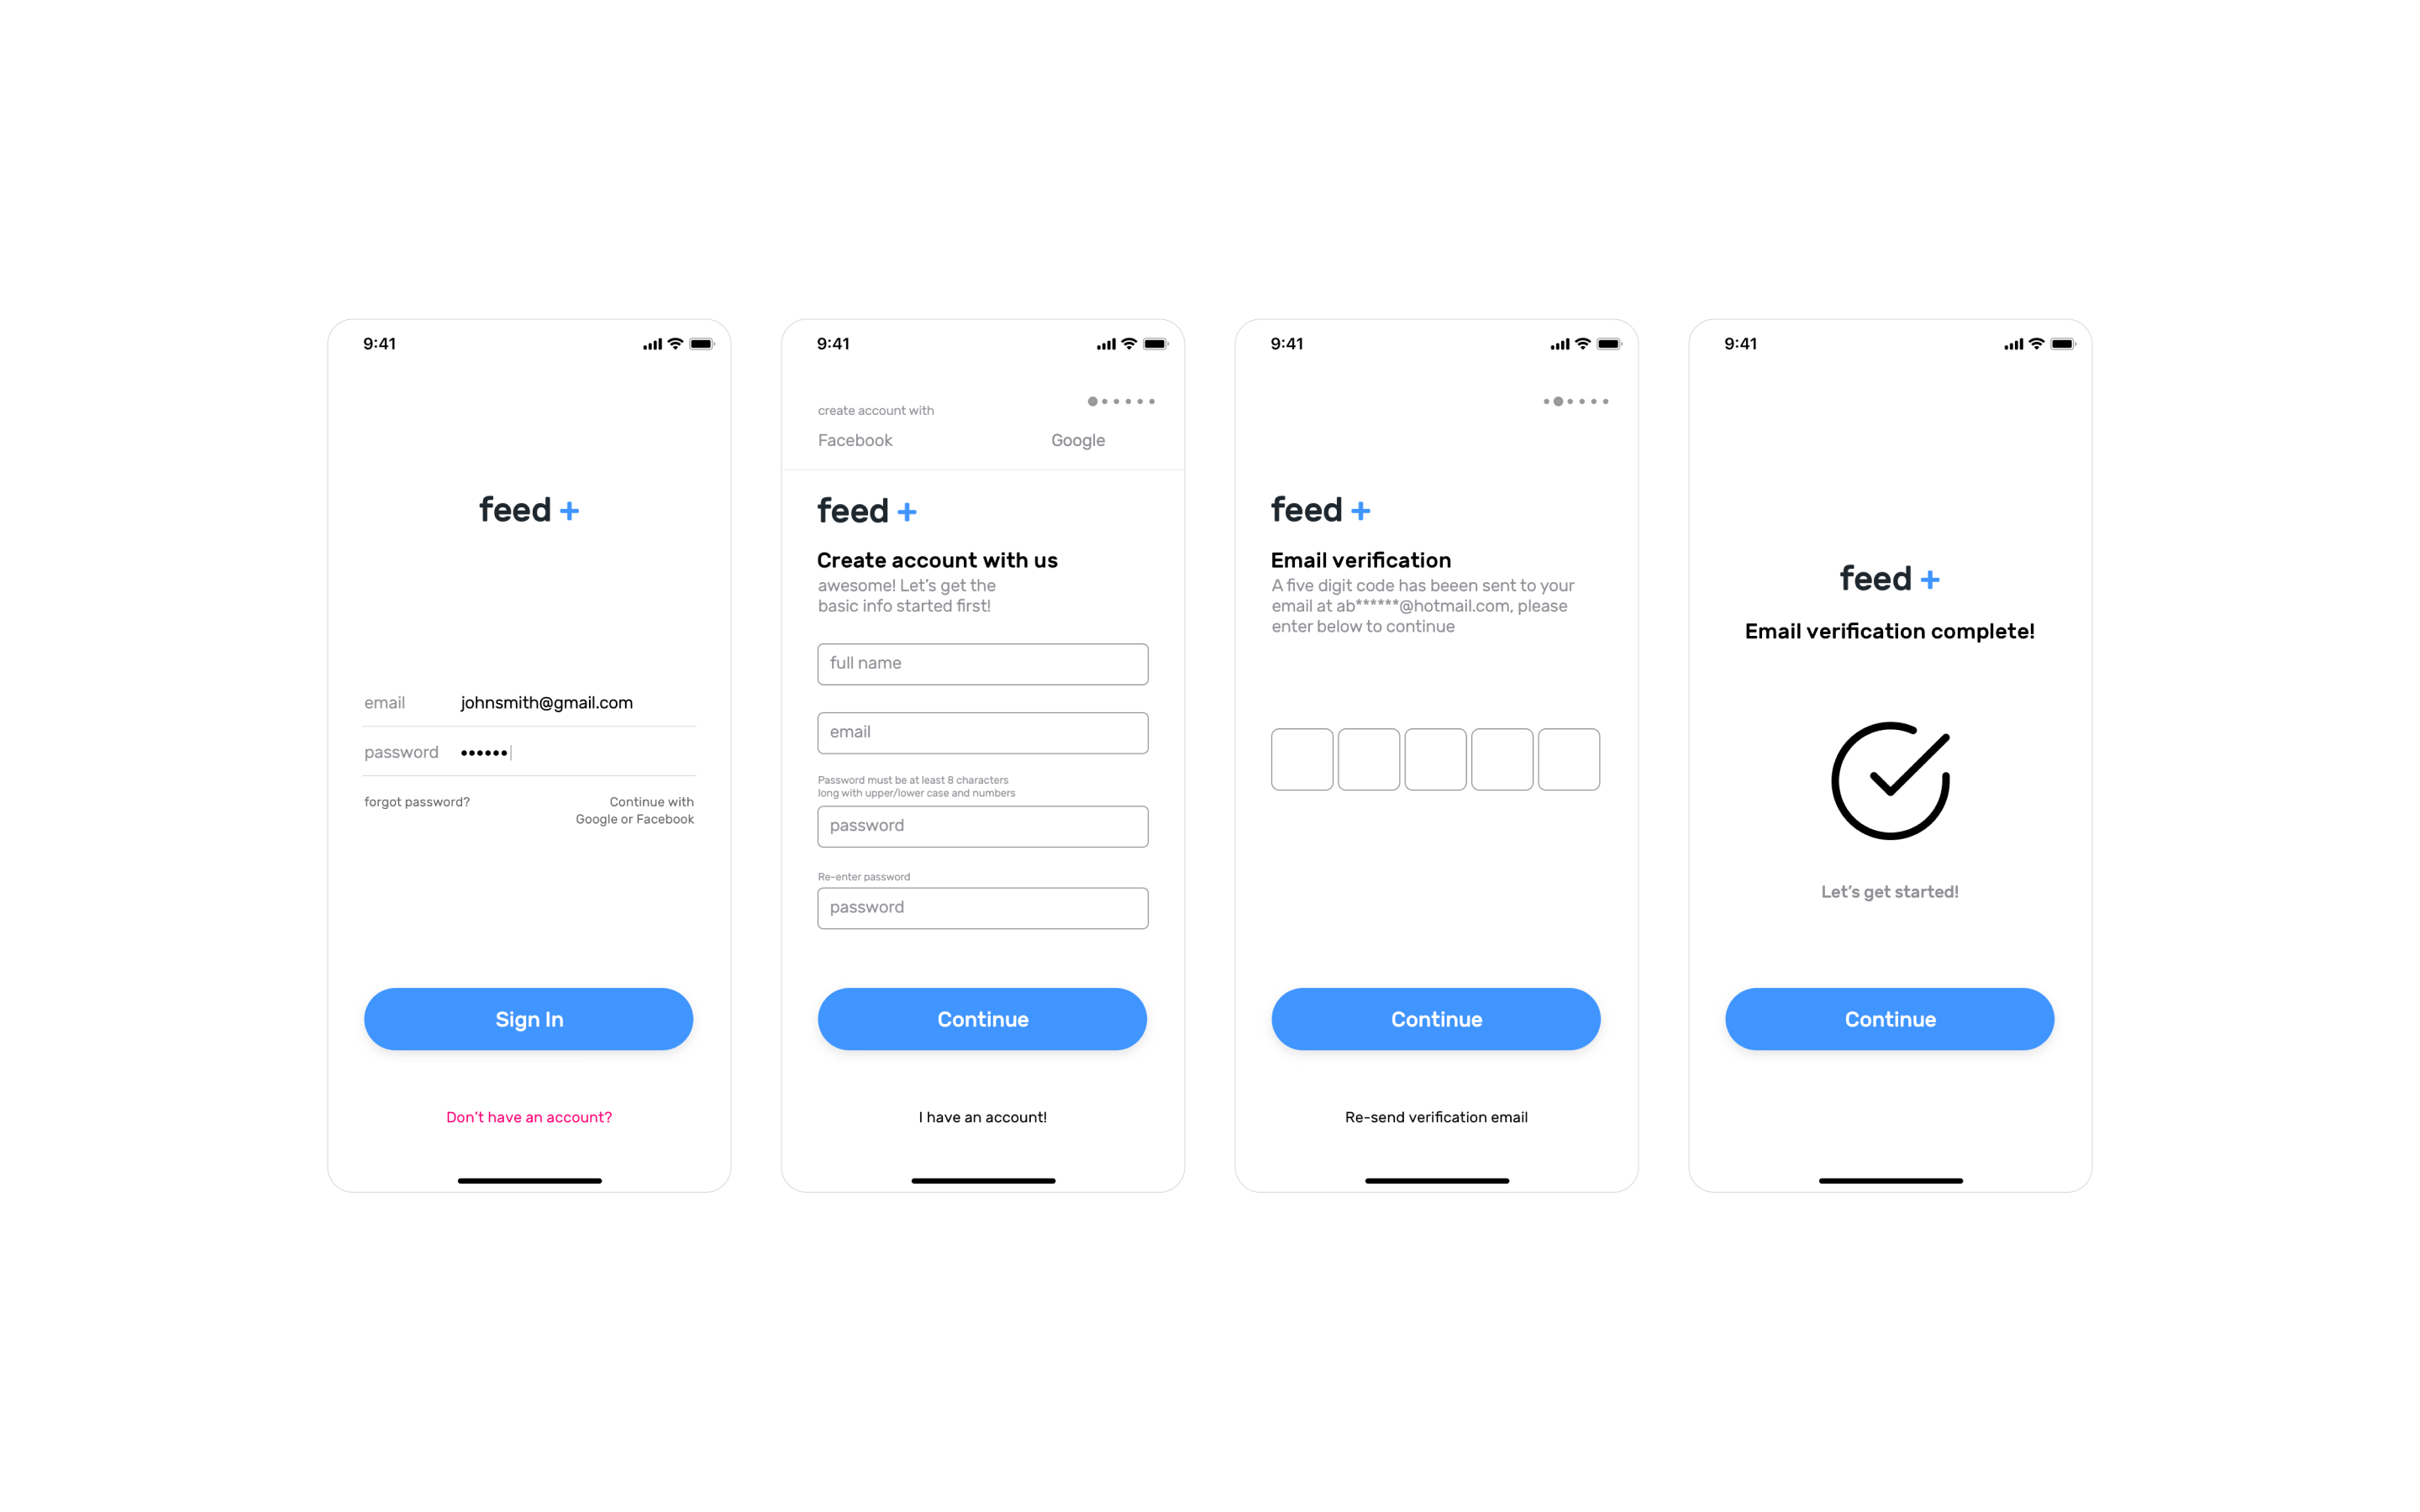 9:41
feed +
email johnsmith@gmail.com
password ••••••
forgot password?
Continue with
Google or Facebook
Sign In
Don't have an account?
9:41
create account with
Facebook Google
feed +
Create account with us
awesome! Let's get the
basic info started first!
full name
email
Password must be at least 8 characters
long with upper/lower case and numbers
password
Re-enter password
password
Continue
I have an account!
9:41
feed +
Email verification
A five digit code has beeen sent to your
email at ab******@hotmail.com, please
enter below to continue
Continue
Re-send verification email
9:41
feed +
Email verification complete!
Let's get started!
Continue